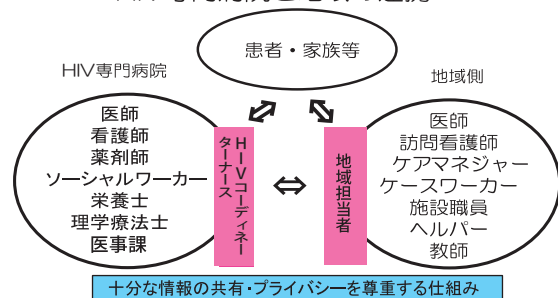 患者・家族等
HIV専門病院
地域側
医師
看護師
薬剤師
ソーシャルワーカー
栄養士
理学療法士
医事課
HIVコーディネー
ターナース
地域担当者
医師
訪問看護師
ケアマネジャー
ケースワーカー
施設職員
ヘルパー
教師
十分な情報の共有・プライバシーを尊重する仕組み